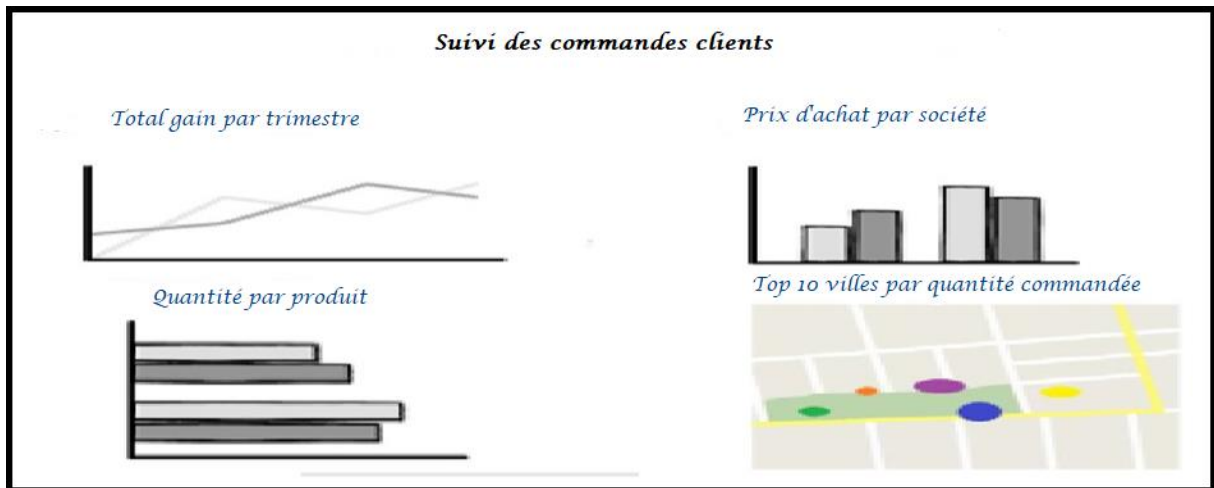 Suivi des commandes clients
Total gain par trimestre
Prix d'achat par société
Quantité par produit
Top 10 villes par quantité commandée